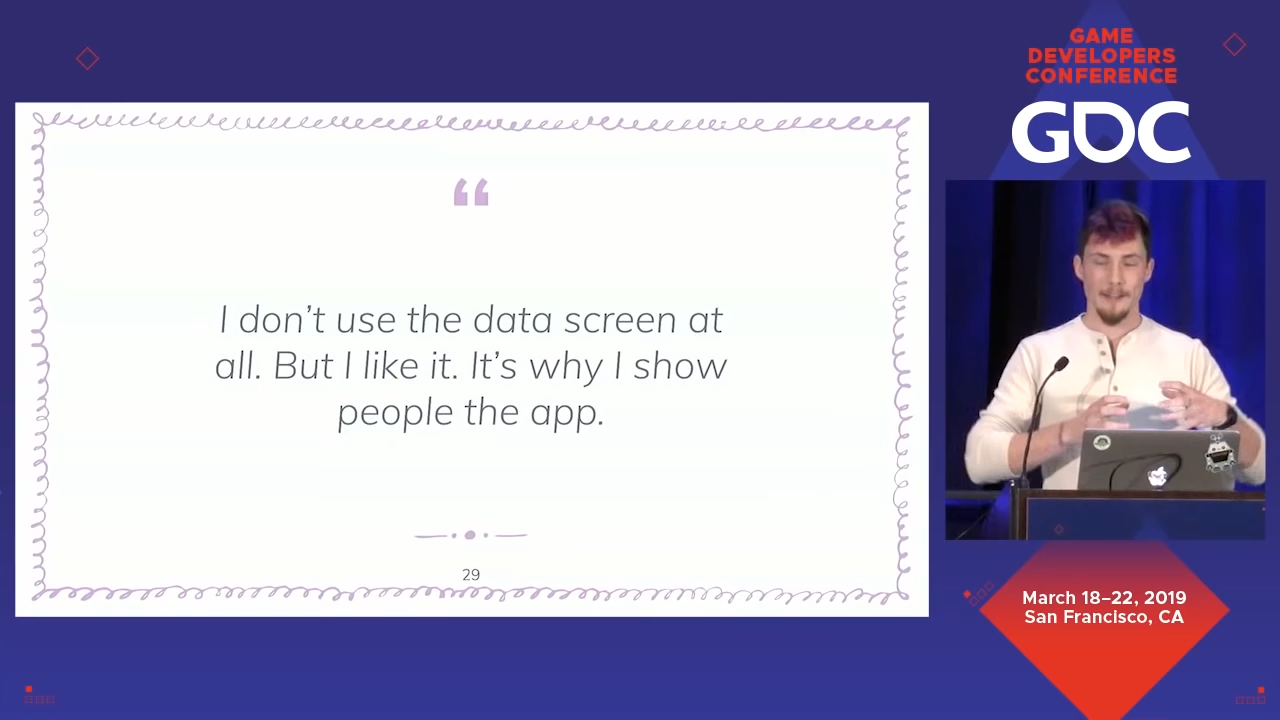 GAME
DEVELOPERS
CONFERENCE
GDC
“
I don’t use the data screen at
all. But I like it. It’s why I show
people the app.
29
March 18–22, 2019
San Francisco, CA